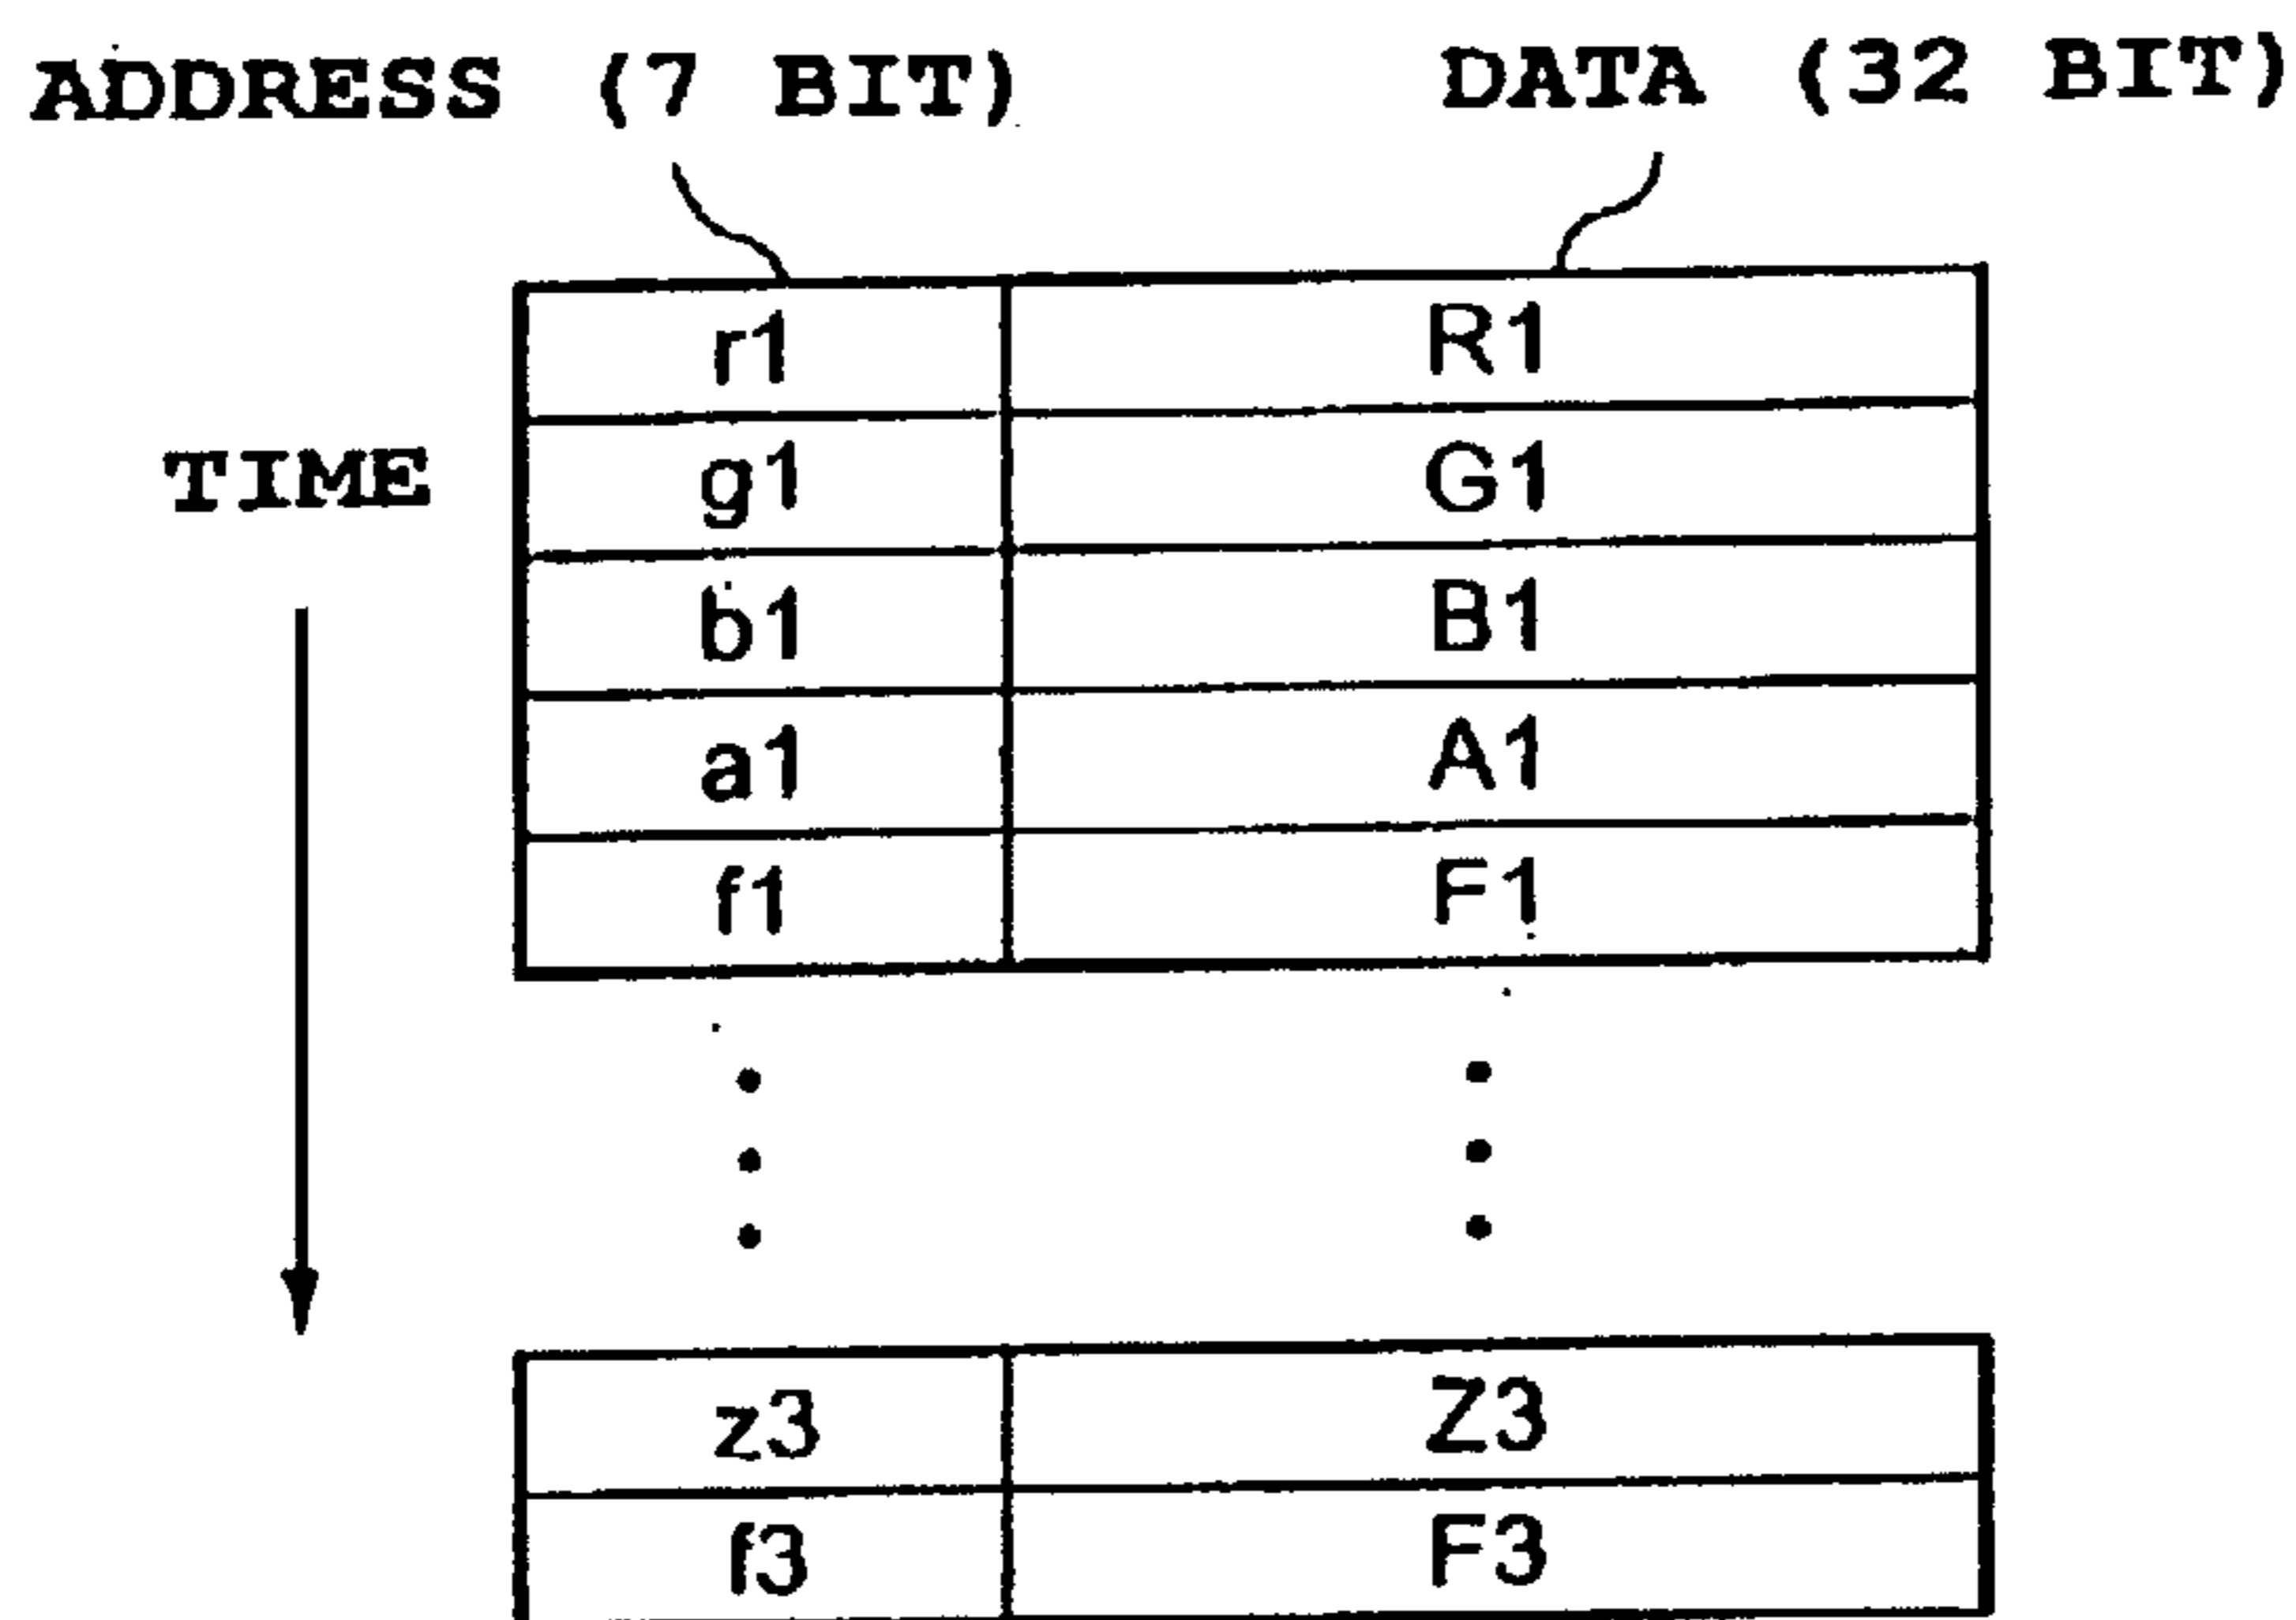 ADDRESS (7 BIT) DATA (32 BIT)
r1 R1
TIME g1 G1
b1 B1
a1 A1
f1 F1
z3 Z3
f3 F3